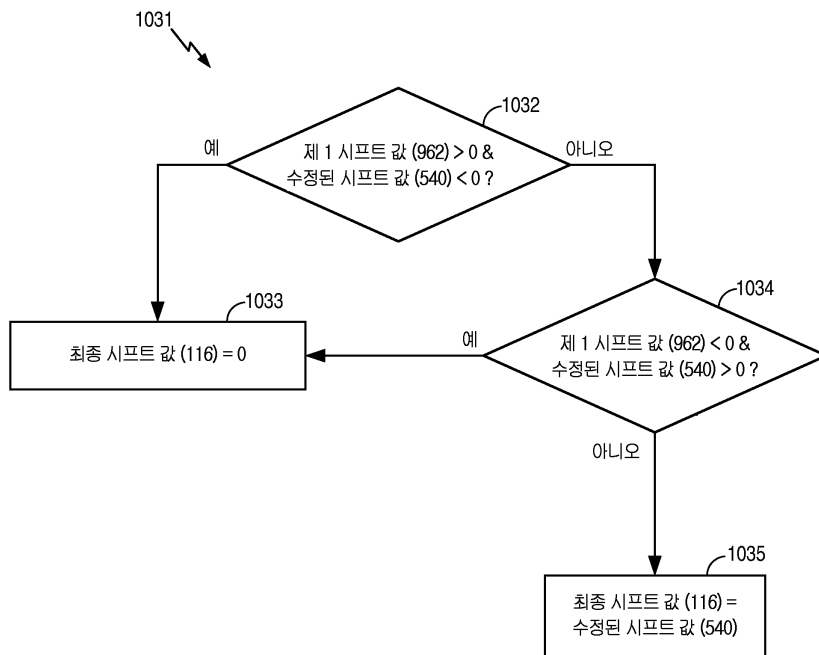 1031
1032
예
제 1 시프트 값 (962) > 0 &
수정된 시프트 값 (540) < 0 ?
아니오
1033
최종 시프트 값 (116) = 0
1034
예
제 1 시프트 값 (962) < 0 &
수정된 시프트 값 (540) > 0 ?
아니오
1035
최종 시프트 값 (116) =
수정된 시프트 값 (540)